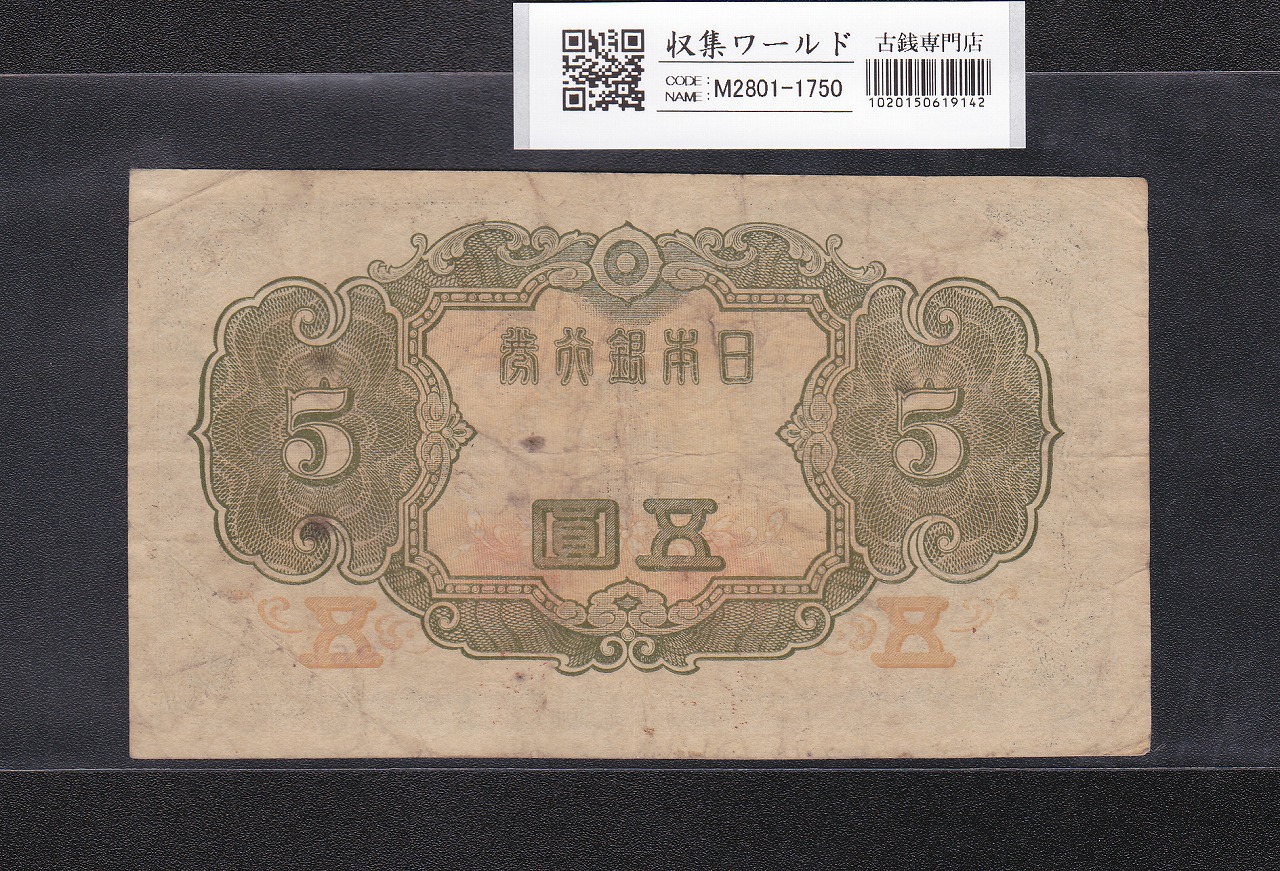 収集ワールド 古銭専門店
CODE:
NAME: M2801-1750
1020150619142
日本銀行券
5 5
五圓
五 五